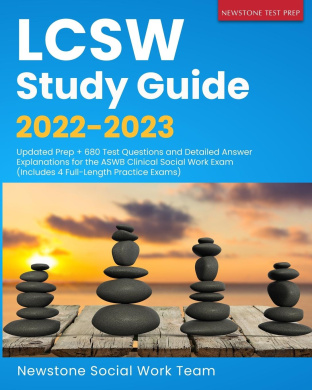 NEWSTONE TEST PREP
LCSW
Study Guide
2022-2023
Updated Prep + 680 Test Questions and Detailed Answer
Explanations for the ASWB Clinical Social Work Exam
(Includes 4 Full-Length Practice Exams)
Newstone Social Work Team